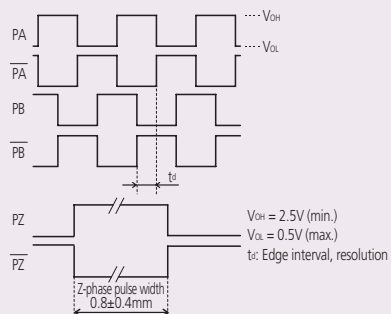 PA
VOH
VOL
PA
PB
PB
td
PZ
VOH = 2.5V (min.)
VOL = 0.5V (max.)
td: Edge interval, resolution
PZ
Z-phase pulse width
0.8±0.4mm